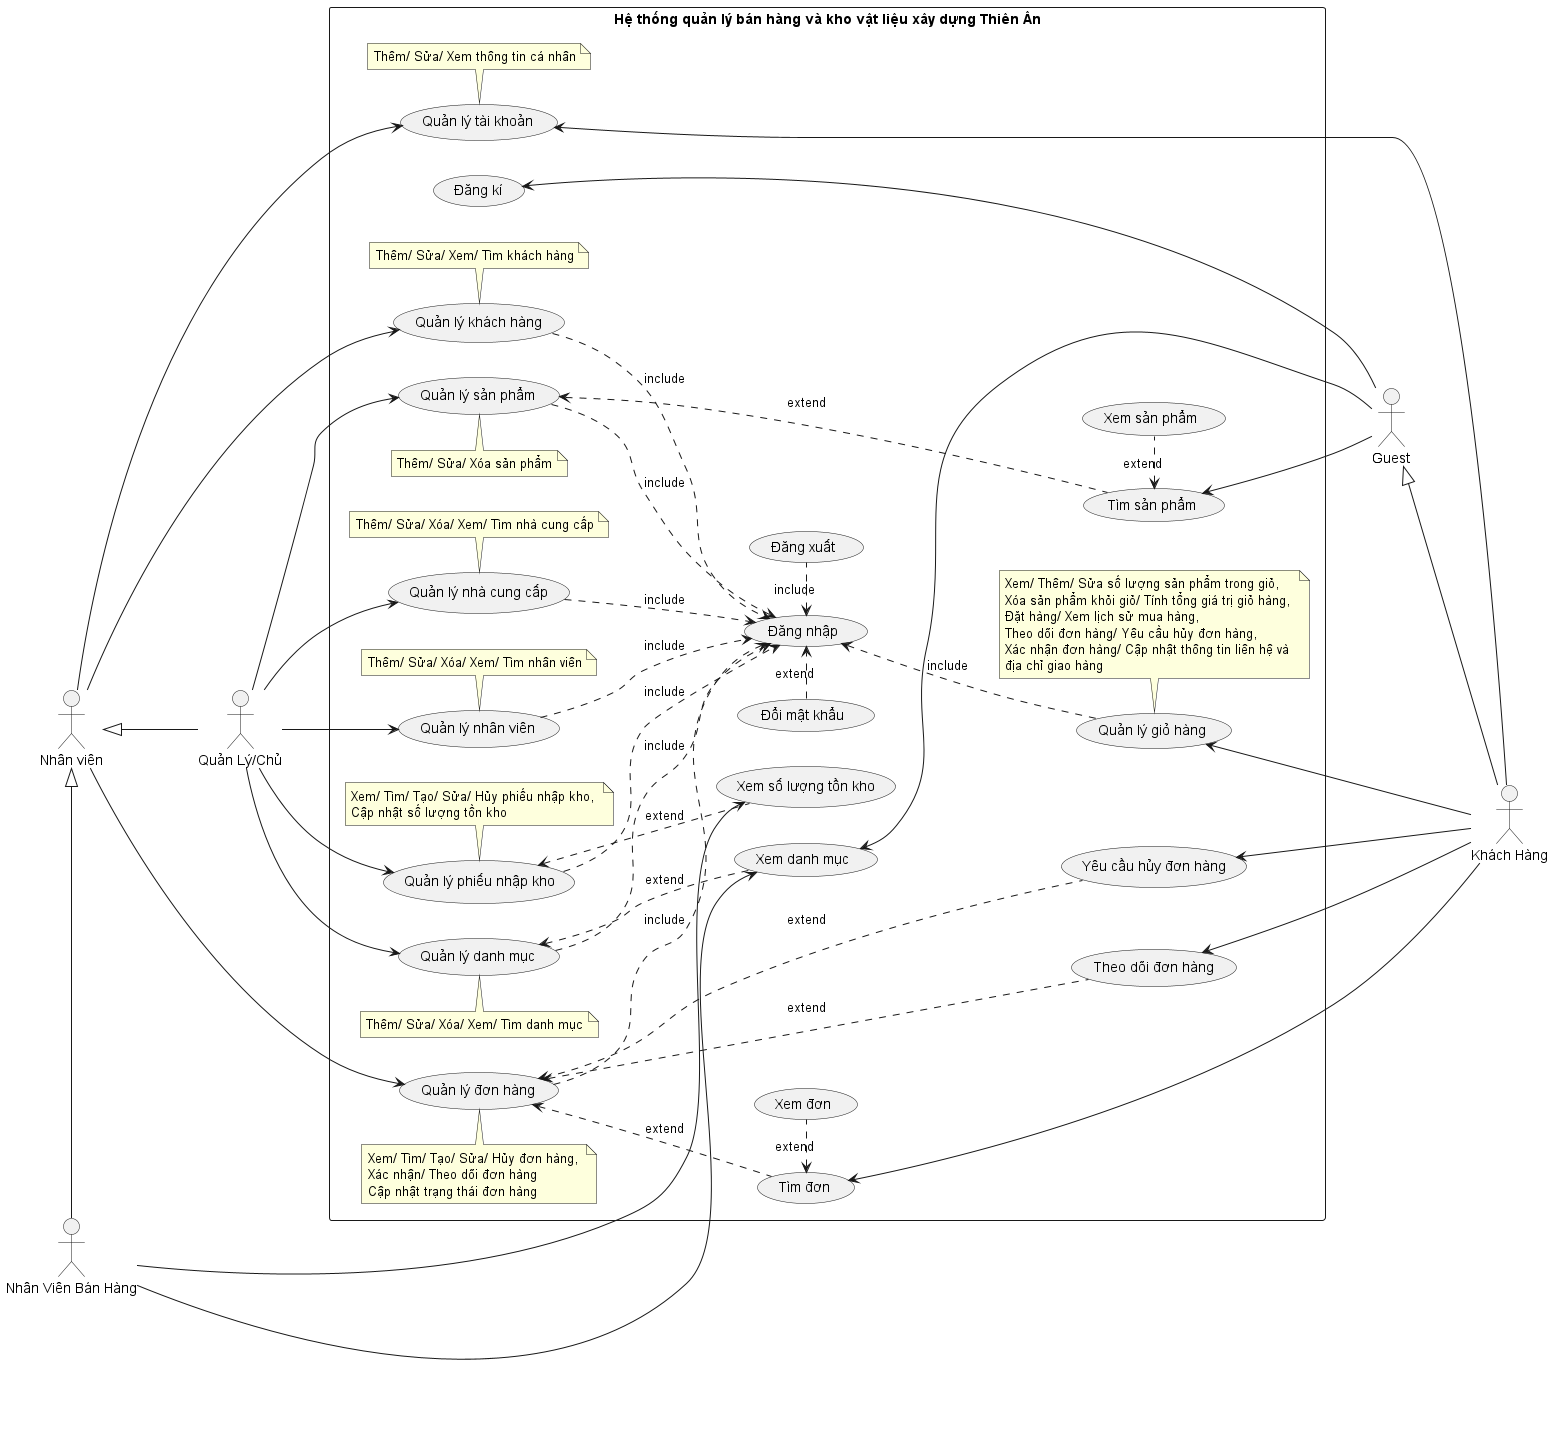 Hệ thống quản lý bán hàng và kho vật liệu xây dựng Thiên Ân
Thêm/ Sửa/ Xem thông tin cá nhân
Quản lý tài khoản
Đăng kí
Thêm/ Sửa/ Xem/ Tìm khách hàng
Quản lý khách hàng
include
Quản lý sản phẩm
extend
Xem sản phẩm
Guest
Thêm/ Sửa/ Xóa sản phẩm
extend
include
Tìm sản phẩm
Thêm/ Sửa/ Xóa/ Xem/ Tìm nhà cung cấp
Đăng xuất
Quản lý nhà cung cấp
include
include
Xem/ Thêm/ Sửa số lượng sản phẩm trong giỏ,
Xóa sản phẩm khỏi giỏ/ Tính tổng giá trị giỏ hàng,
Đặt hàng/ Xem lịch sử mua hàng,
Theo dõi đơn hàng/ Yêu cầu hủy đơn hàng,
Xác nhận đơn hàng/ Cập nhật thông tin liên hệ và
địa chỉ giao hàng
Đăng nhập
include
include
Thêm/ Sửa/ Xóa/ Xem/ Tìm nhân viên
extend
include
Đổi mật khẩu
Quản lý nhân viên
Quản lý giỏ hàng
include
Nhân viên
Quản Lý/Chủ
Xem số lượng tồn kho
Xem/ Tìm/ Tạo/ Sửa/ Hủy phiếu nhập kho,
Cập nhật số lượng tồn kho
extend
Khách Hàng
Xem danh mục
Yêu cầu hủy đơn hàng
Quản lý phiếu nhập kho
extend
include
extend
Quản lý danh mục
Theo dõi đơn hàng
extend
Thêm/ Sửa/ Xóa/ Xem/ Tìm danh mục
Quản lý đơn hàng
Xem đơn
extend
extend
Xem/ Tìm/ Tạo/ Sửa/ Hủy đơn hàng,
Xác nhận/ Theo dõi đơn hàng
Cập nhật trạng thái đơn hàng
Tìm đơn
Nhân Viên Bán Hàng